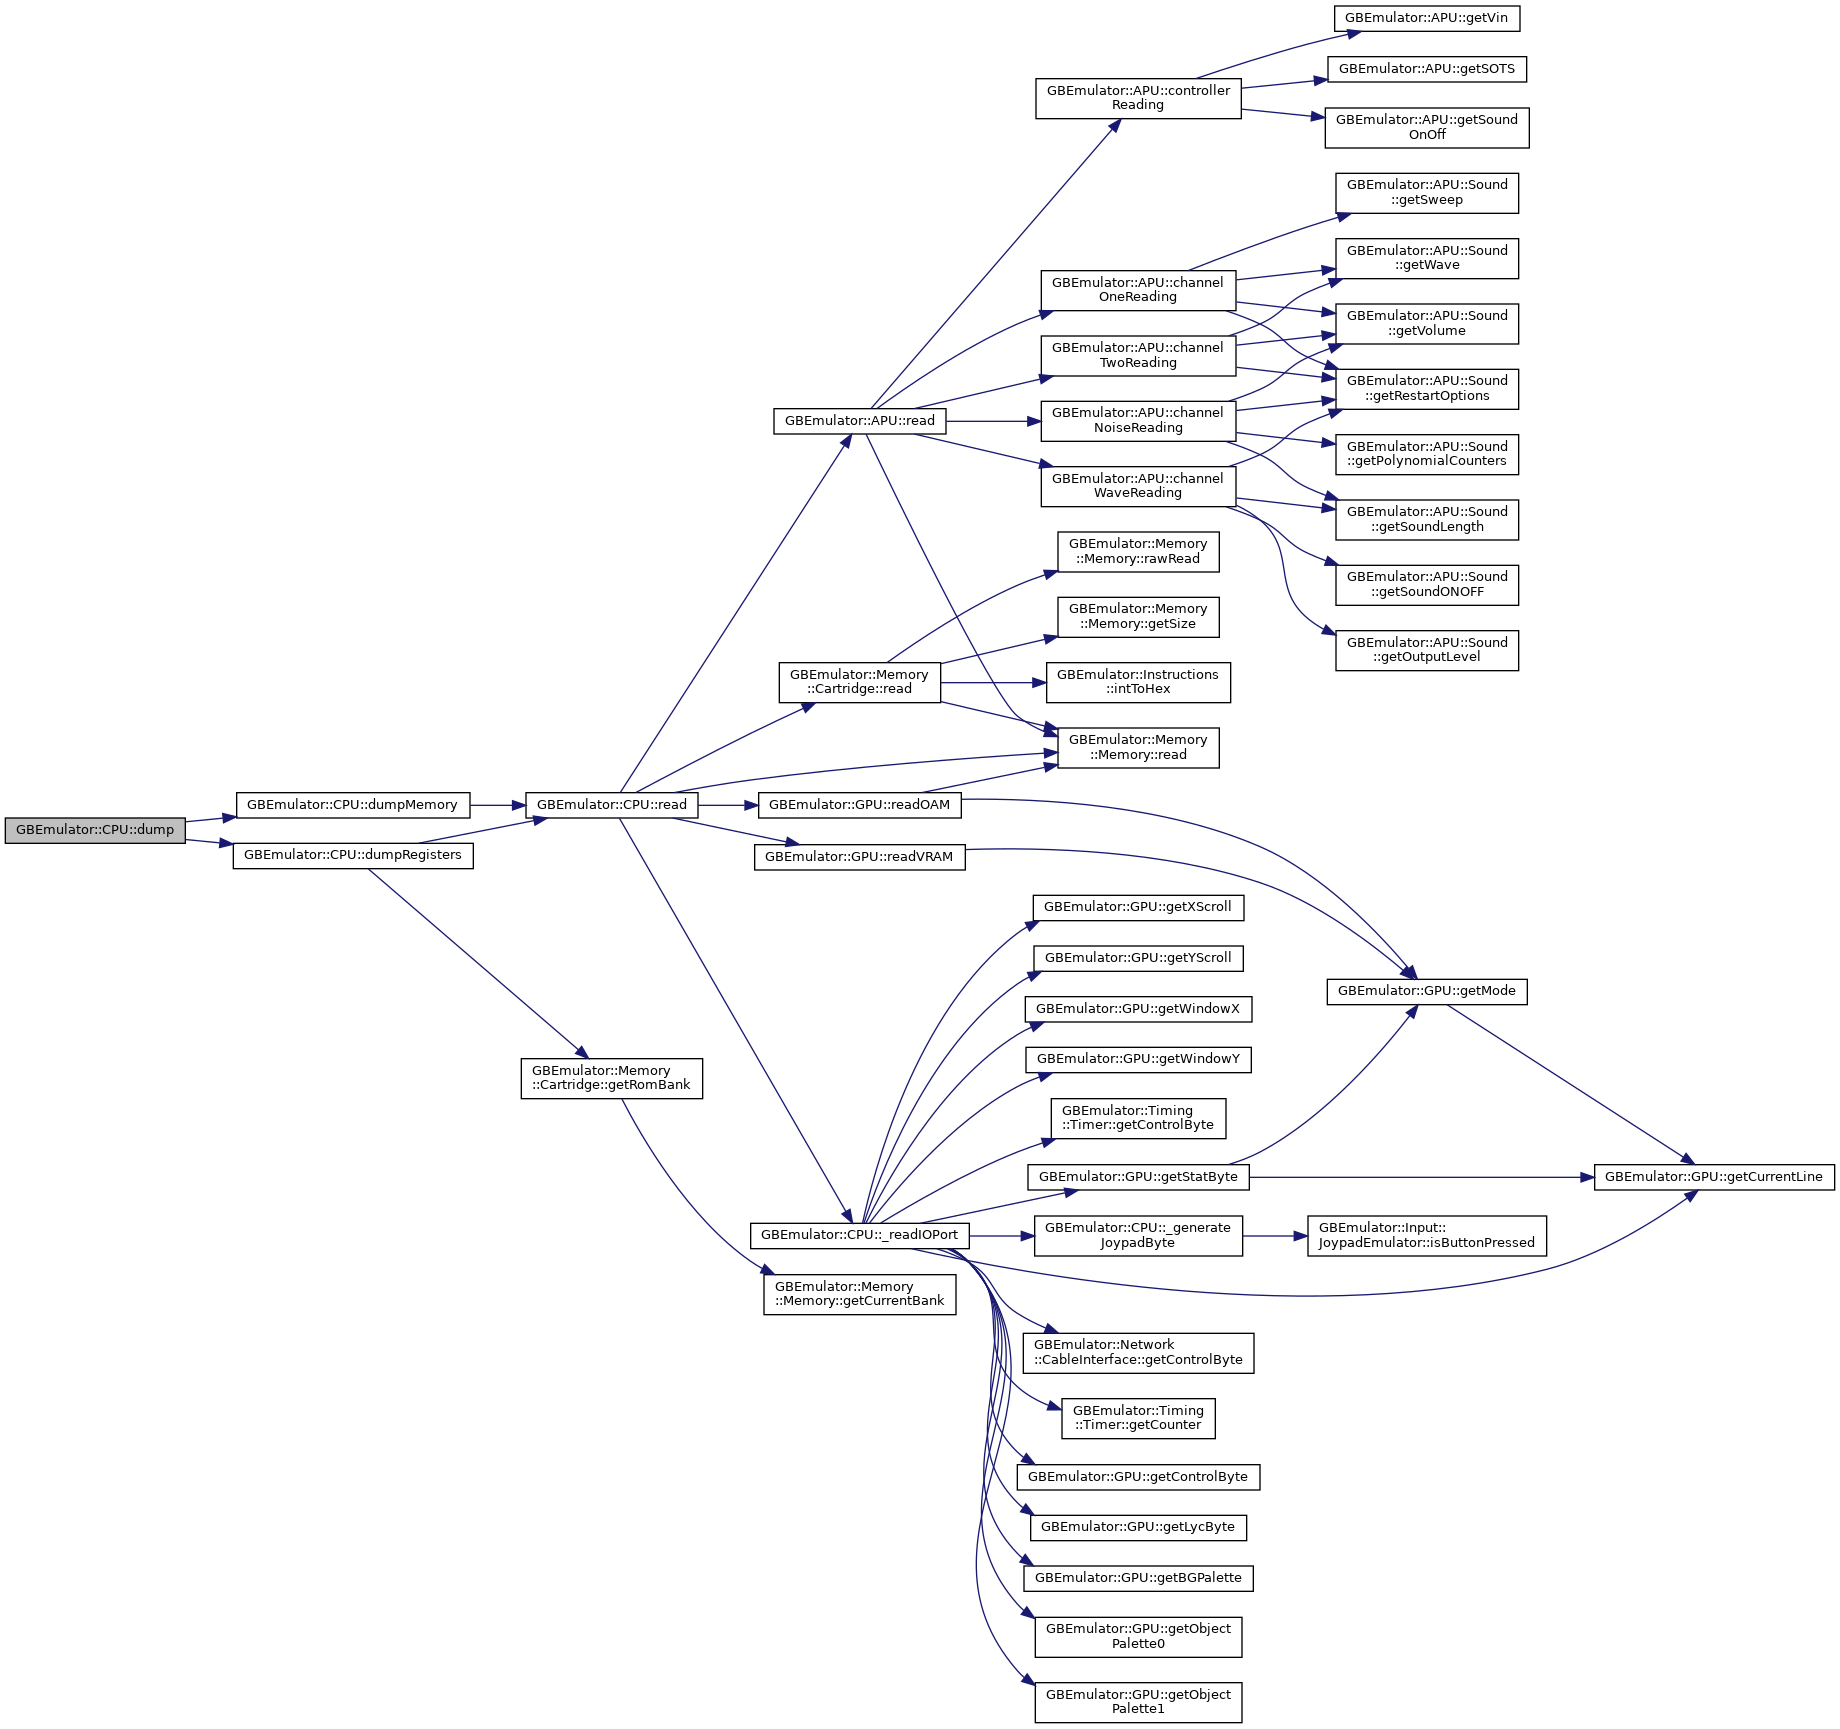 GBEmulator::APU::getVin
GBEmulator::APU::getSOTS
GBEmulator::APU::controller
Reading
GBEmulator::APU::getSound
OnOff
GBEmulator::APU::Sound
::getSweep
GBEmulator::APU::Sound
::getWave
GBEmulator::APU::channel
OneReading
GBEmulator::APU::Sound
::getVolume
GBEmulator::APU::channel
TwoReading
GBEmulator::APU::Sound
::getRestartOptions
GBEmulator::APU::read
GBEmulator::APU::channel
NoiseReading
GBEmulator::APU::Sound
::getPolynomialCounters
GBEmulator::APU::channel
WaveReading
GBEmulator::APU::Sound
::getSoundLength
GBEmulator::Memory
::Memory::rawRead
GBEmulator::APU::Sound
::getSoundONOFF
GBEmulator::Memory
::Memory::getSize
GBEmulator::APU::Sound
::getOutputLevel
GBEmulator::Memory
::Cartridge::read
GBEmulator::Instructions
::intToHex
GBEmulator::Memory
::Memory::read
GBEmulator::CPU::dumpMemory
GBEmulator::CPU::read
GBEmulator::GPU::readOAM
GBEmulator::CPU::dump
GBEmulator::CPU::dumpRegisters
GBEmulator::GPU::readVRAM
GBEmulator::GPU::getXScroll
GBEmulator::GPU::getYScroll
GBEmulator::GPU::getMode
GBEmulator::GPU::getWindowX
GBEmulator::GPU::getWindowY
GBEmulator::Memory
::Cartridge::getRomBank
GBEmulator::Timing
::Timer::getControlByte
GBEmulator::GPU::getStatByte
GBEmulator::GPU::getCurrentLine
GBEmulator::CPU::_readIOPort
GBEmulator::CPU::_generate
JoypadByte
GBEmulator::Input::
JoypadEmulator::isButtonPressed
GBEmulator::Memory
::Memory::getCurrentBank
GBEmulator::Network
::CableInterface::getControlByte
GBEmulator::Timing
::Timer::getCounter
GBEmulator::GPU::getControlByte
GBEmulator::GPU::getLycByte
GBEmulator::GPU::getBGPalette
GBEmulator::GPU::getObject
Palette0
GBEmulator::GPU::getObject
Palette1